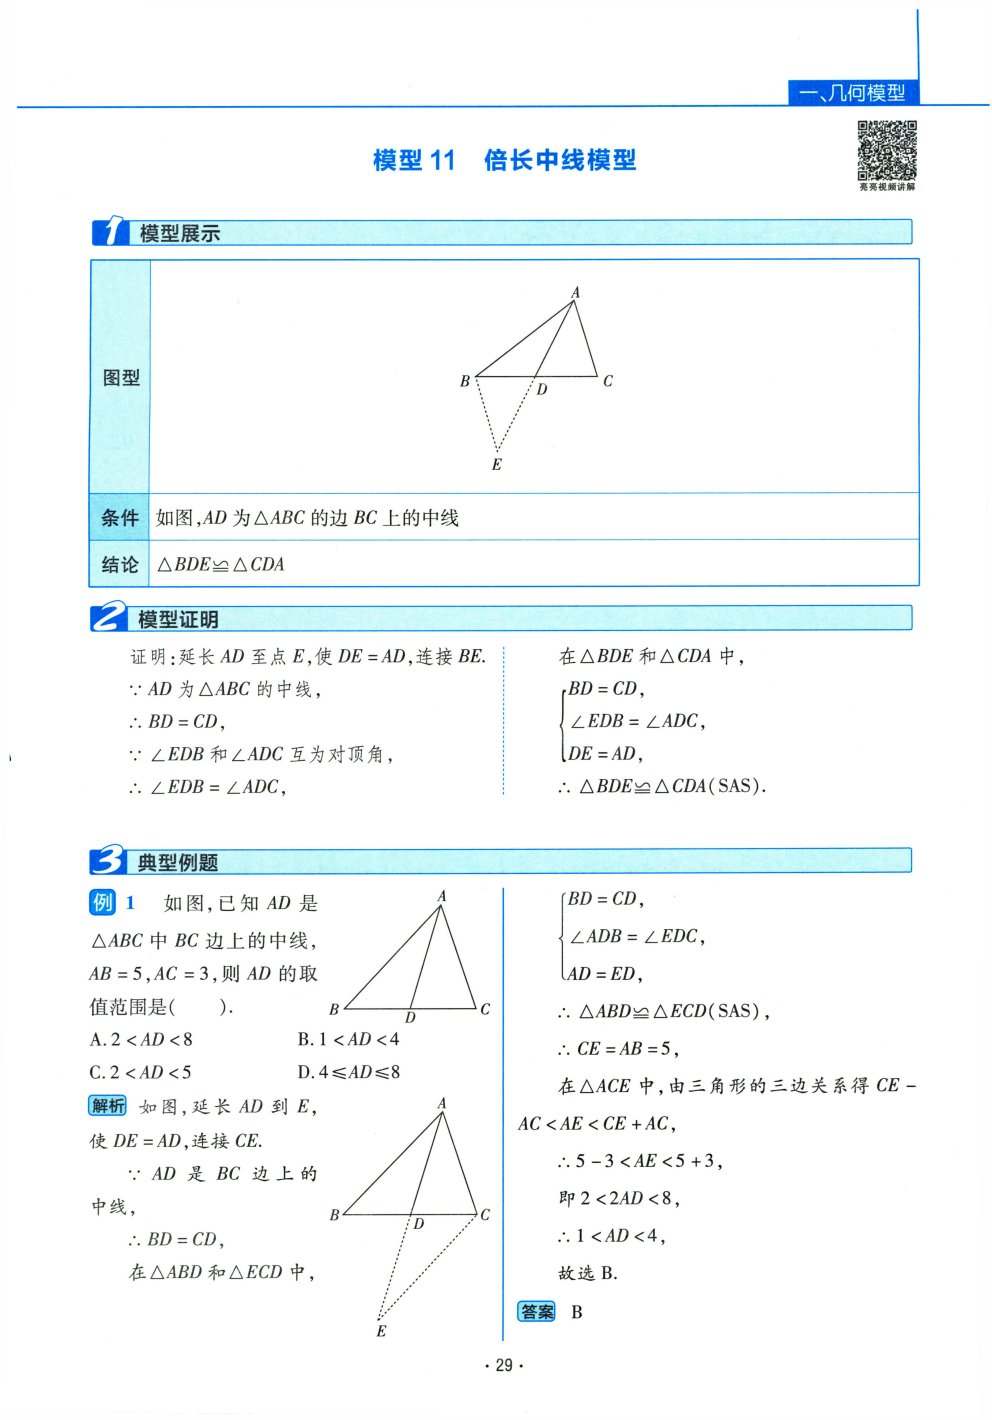 一、几何模型
模型 11 倍长中线模型
亮亮视频讲解
1 模型展示
图型
A
B
D
C
E
条件 如图,AD 为△ABC 的边 BC 上的中线
结论 △BDE≌△CDA
2 模型证明
证明:延长 AD 至点 E,使 DE = AD,连接 BE.
∵ AD 为△ABC 的中线,
∴ BD = CD,
∵ ∠EDB 和∠ADC 互为对顶角,
∴ ∠EDB = ∠ADC,
在△BDE 和△CDA 中,
BD = CD,
∠EDB = ∠ADC,
DE = AD,
∴ △BDE≌△CDA(SAS).
3 典型例题
例 1 如图,已知 AD 是
△ABC 中 BC 边上的中线,
AB = 5,AC = 3,则 AD 的取
值范围是( ).
A
B
D
C
A. 2 < AD < 8 B. 1 < AD < 4
C. 2 < AD < 5 D. 4 ≤ AD ≤ 8
解析 如图,延长 AD 到 E,
使 DE = AD,连接 CE.
∵ AD 是 BC 边上的
中线,
∴ BD = CD,
在△ABD 和△ECD 中,
A
B
D
C
E
BD = CD,
∠ADB = ∠EDC,
AD = ED,
∴ △ABD≌△ECD(SAS),
∴ CE = AB = 5,
在△ACE 中,由三角形的三边关系得 CE -
AC < AE < CE + AC,
∴ 5 - 3 < AE < 5 + 3,
即 2 < 2AD < 8,
∴ 1 < AD < 4,
故选 B.
答案 B
· 29 ·